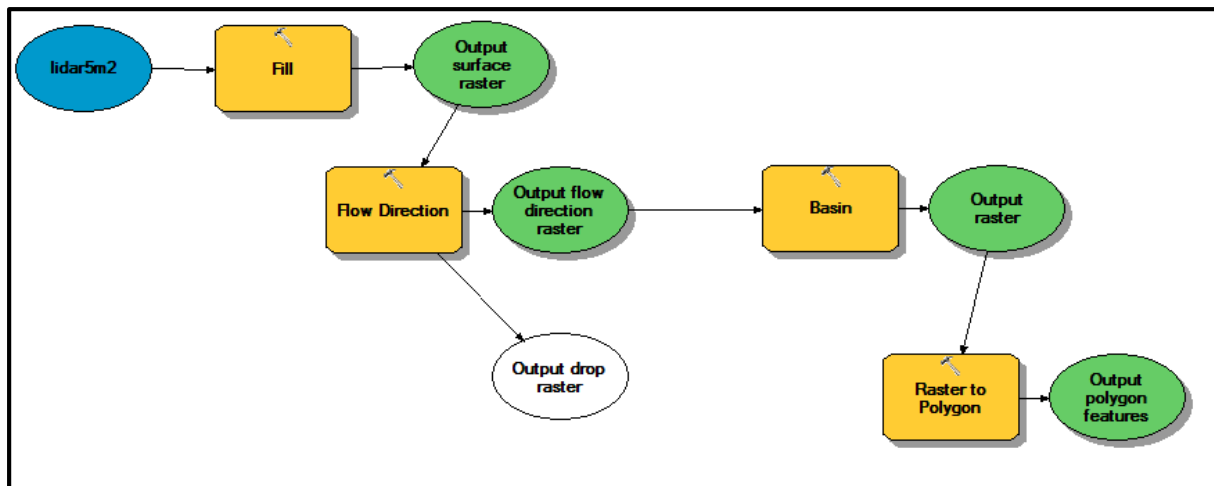 lidar5m2
Fill
Output
surface
raster
Flow Direction
Output flow
direction
raster
Basin
Output
raster
Output drop
raster
Raster to
Polygon
Output
polygon
features